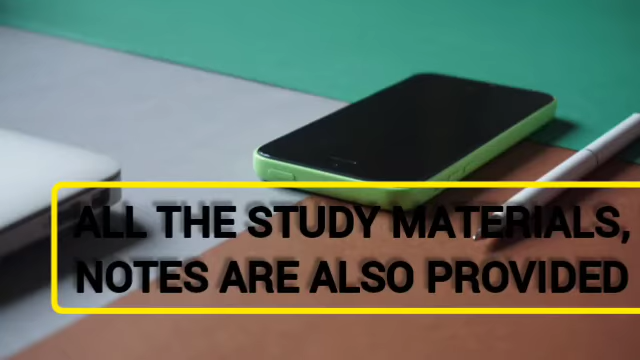 ALL THE STUDY MATERIALS,
NOTES ARE ALSO PROVIDED